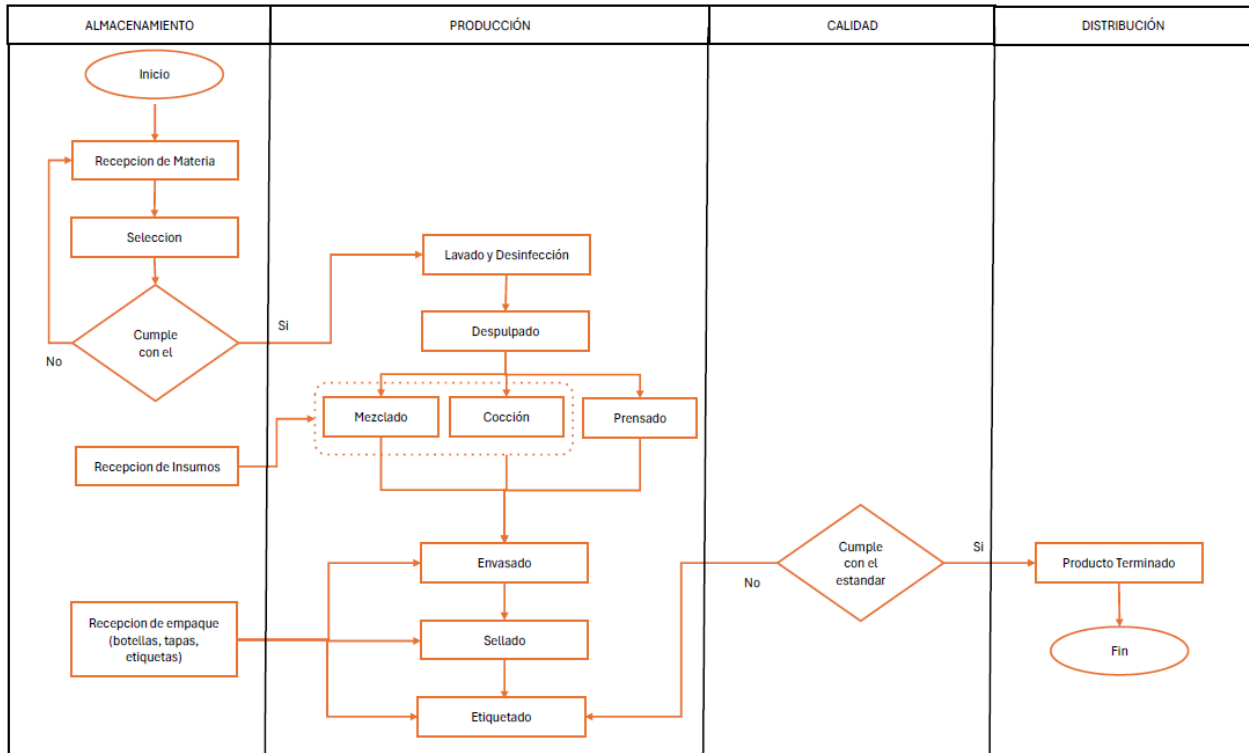 ALMACENAMIENTO
PRODUCCIÓN
CALIDAD
DISTRIBUCIÓN
Inicio
Recepcion de Materia
Seleccion
Cumple
con el
No
Si
Recepcion de Insumos
Recepcion de empaque
(botellas, tapas,
etiquetas)
Lavado y Desinfección
Despulpado
Mezclado
Cocción
Prensado
Envasado
Sellado
Etiquetado
Cumple
con el
estandar
No
Si
Producto Terminado
Fin